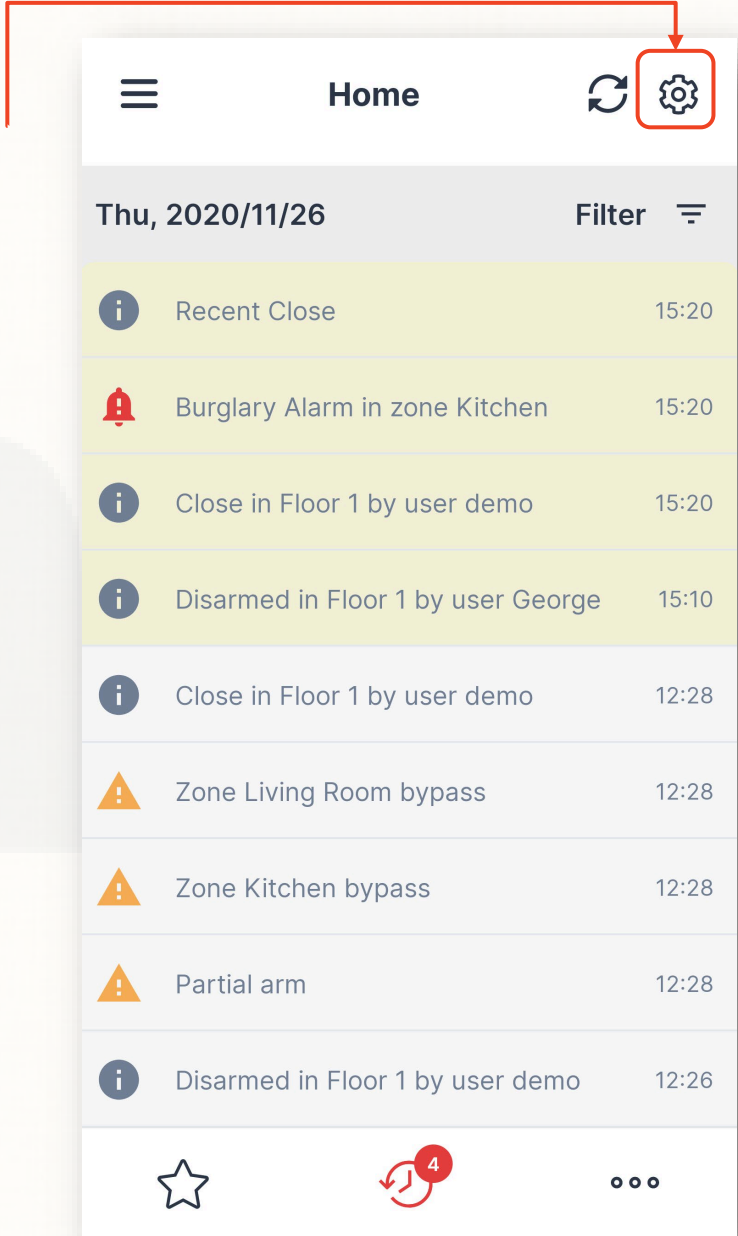 Home
Thu, 2020/11/26 Filter
Recent Close 15:20
Burglary Alarm in zone Kitchen 15:20
Close in Floor 1 by user demo 15:20
Disarmed in Floor 1 by user George 15:10
Close in Floor 1 by user demo 12:28
Zone Living Room bypass 12:28
Zone Kitchen bypass 12:28
Partial arm 12:28
Disarmed in Floor 1 by user demo 12:26
4